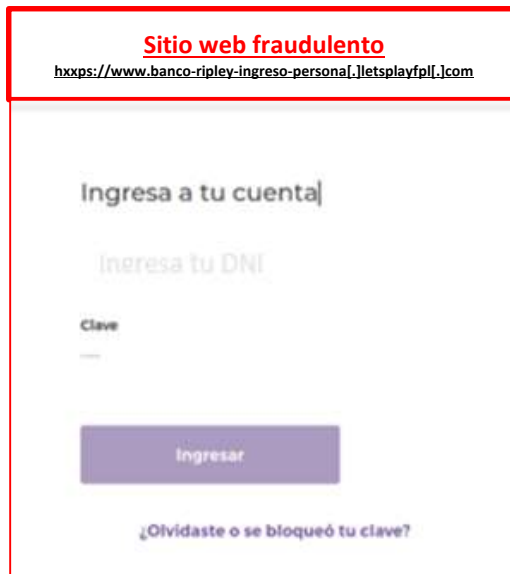 Sitio web fraudulento
hxxps://www.banco-ripley-ingreso-persona[.]letsplayfpl[.]com
Ingresa a tu cuenta
Ingresa tu DNI
Clave
Ingresar
¿Olvidaste o se bloqueó tu clave?